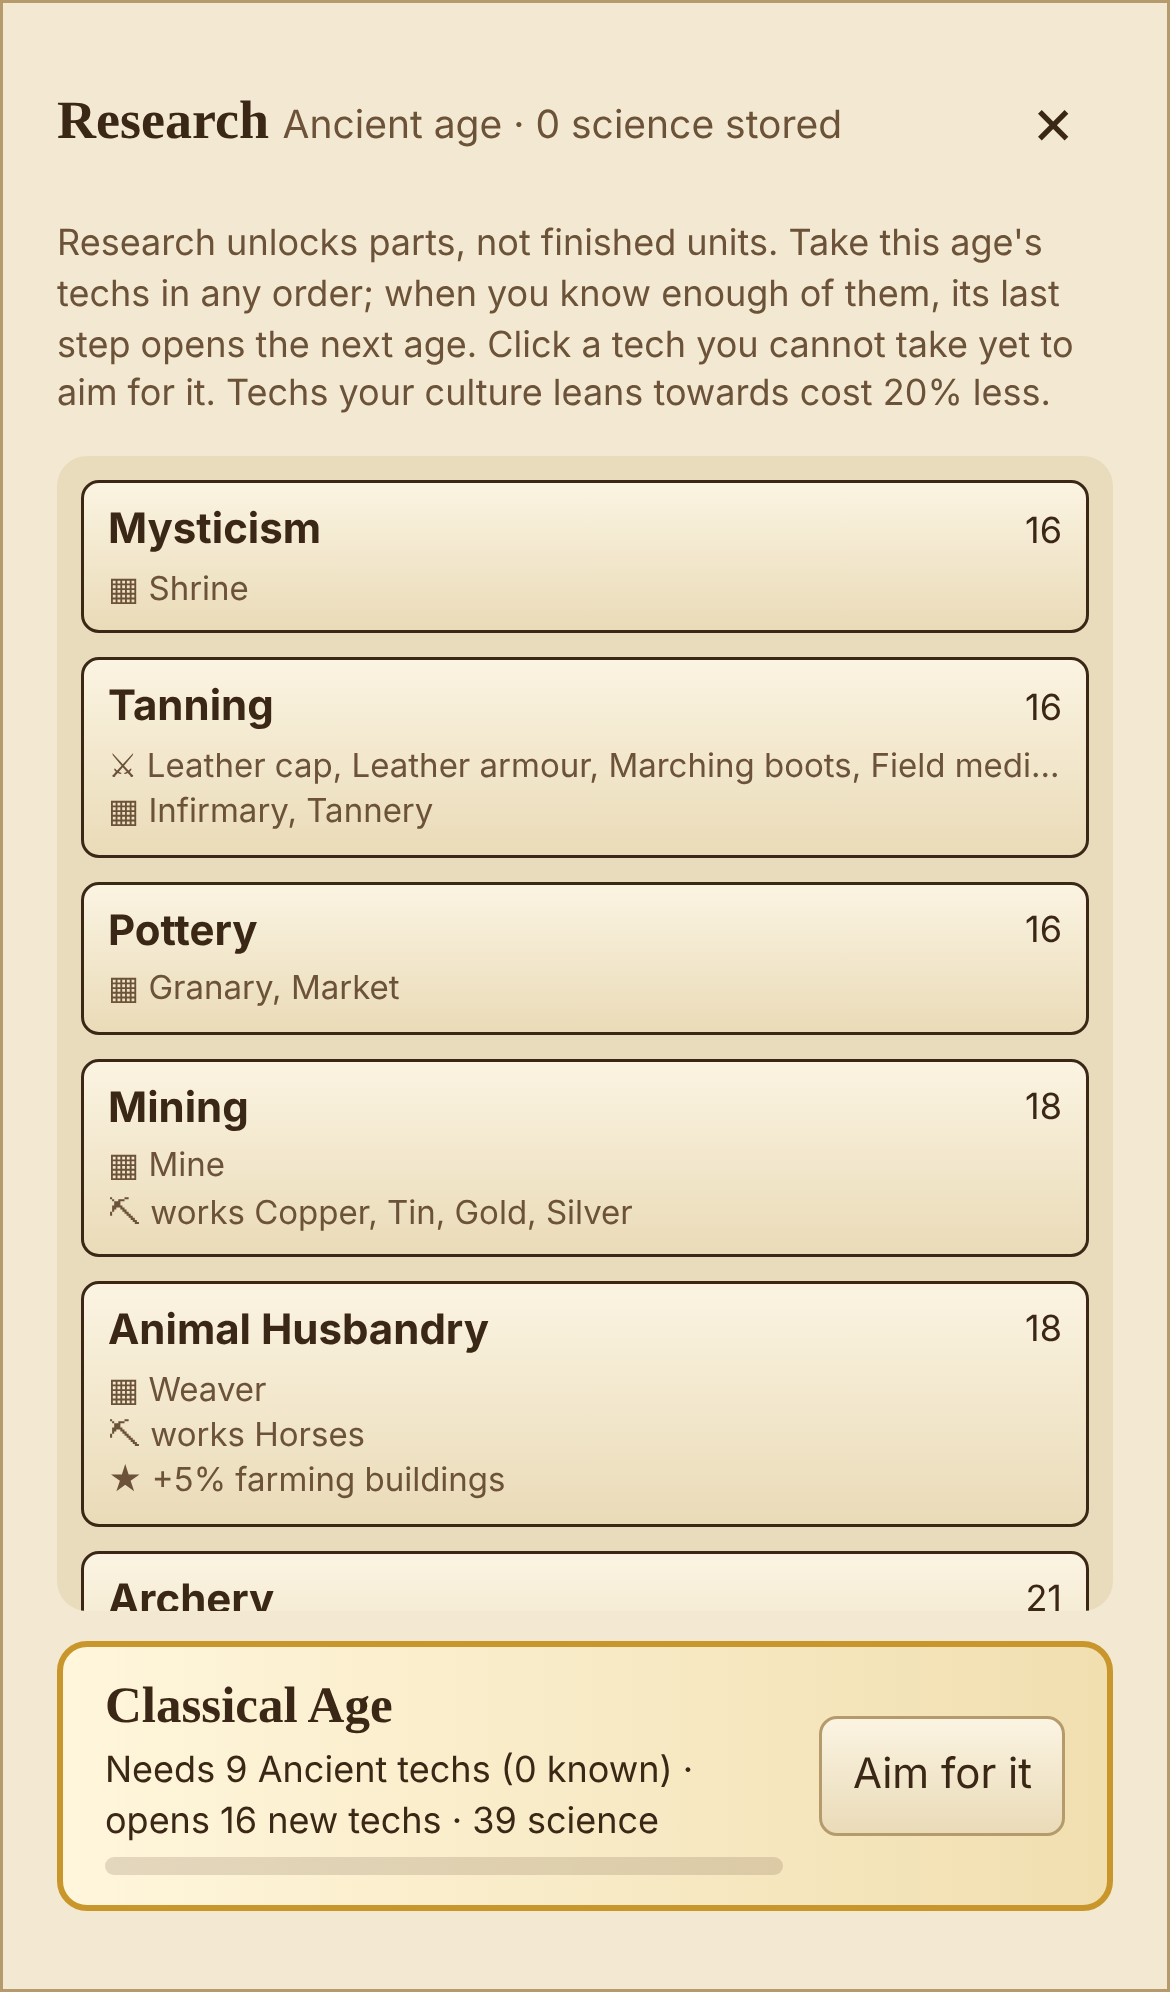 Research Ancient age · 0 science stored ✕
Research unlocks parts, not finished units. Take this age's
techs in any order; when you know enough of them, its last
step opens the next age. Click a tech you cannot take yet to
aim for it. Techs your culture leans towards cost 20% less.
Mysticism 16
▦ Shrine
Tanning 16
⚔ Leather cap, Leather armour, Marching boots, Field medi…
▦ Infirmary, Tannery
Pottery 16
▦ Granary, Market
Mining 18
▦ Mine
⛏ works Copper, Tin, Gold, Silver
Animal Husbandry 18
▦ Weaver
⛏ works Horses
★ +5% farming buildings
Archery 21
Classical Age
Needs 9 Ancient techs (0 known) ·
opens 16 new techs · 39 science
Aim for it